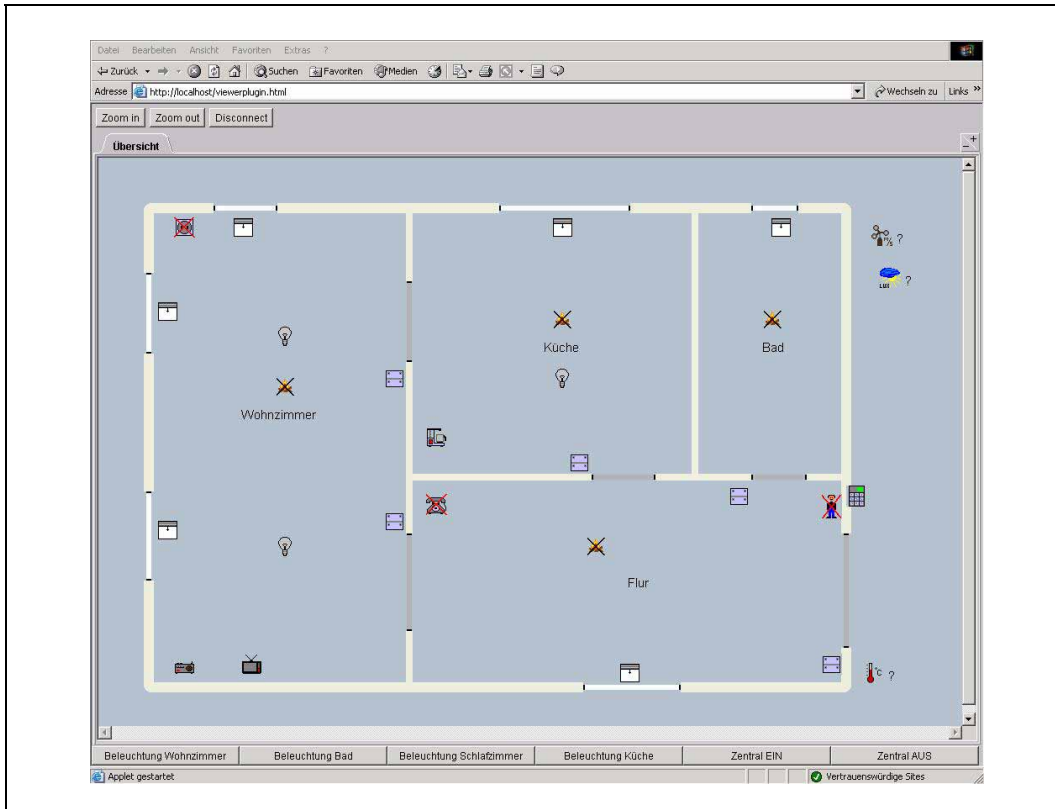 Datei Bearbeiten Ansicht Favoriten Extras ?
Zurück Suchen Favoriten Medien
Adresse http://localhost/viewerplugin.html Wechseln zu Links »
Zoom in Zoom out Disconnect
Übersicht
?
LUX ?
Küche Bad
Wohnzimmer
Flur
°C ?
Beleuchtung Wohnzimmer Beleuchtung Bad Beleuchtung Schlafzimmer Beleuchtung Küche Zentral EIN Zentral AUS
Applet gestartet Vertrauenswürdige Sites